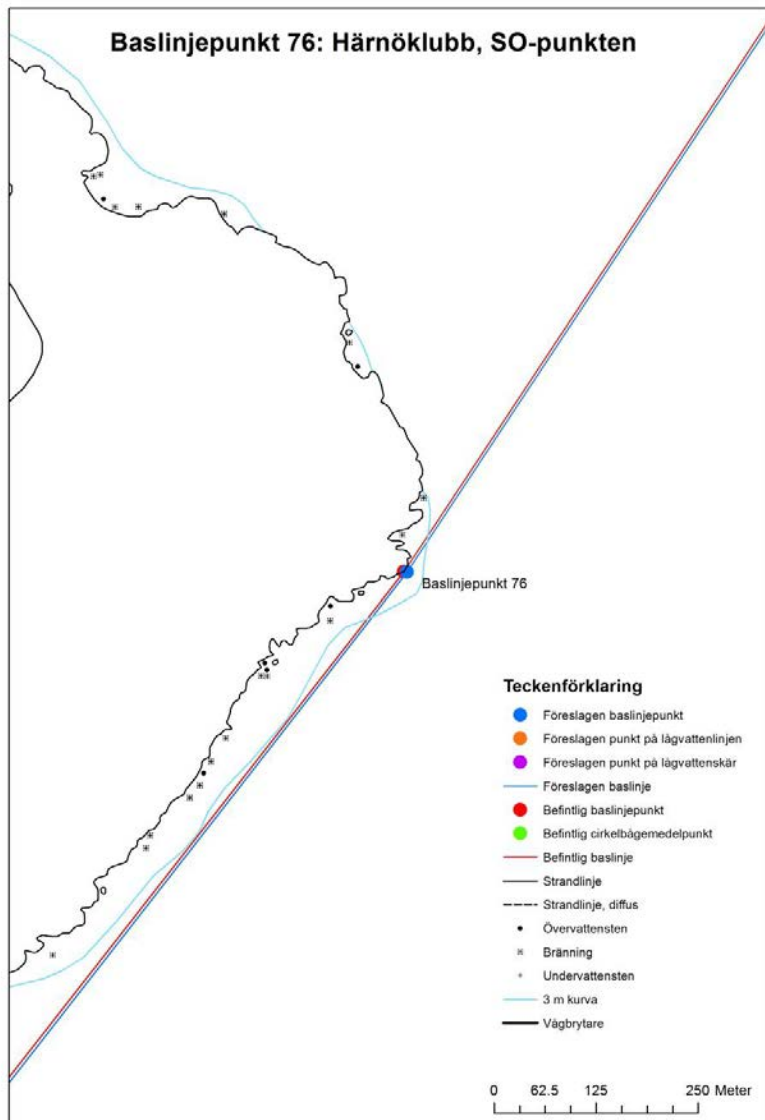 Baslinjepunkt 76: Härnöklubb, SO-punkten
Baslinjepunkt 76
Teckenförklaring
Föreslagen baslinjepunkt
Föreslagen punkt på lågvattenlinjen
Föreslagen punkt på lågvattenskär
Föreslagen baslinje
Befintlig baslinjepunkt
Befintlig cirkelbågemedelpunkt
Befintlig baslinje
Strandlinje
Strandlinje, diffus
Övervattensten
Bränning
Undervattensten
3 m kurva
Vågbrytare
0 62.5 125 250 Meter